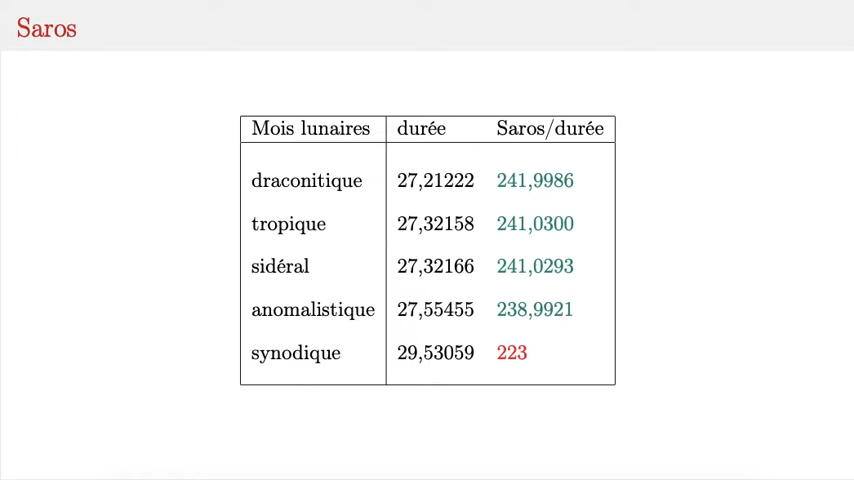 Saros
Mois lunaires durée Saros/durée
draconitique 27,21222 241,9986
tropique 27,32158 241,0300
sidéral 27,32166 241,0293
anomalistique 27,55455 238,9921
synodique 29,53059 223